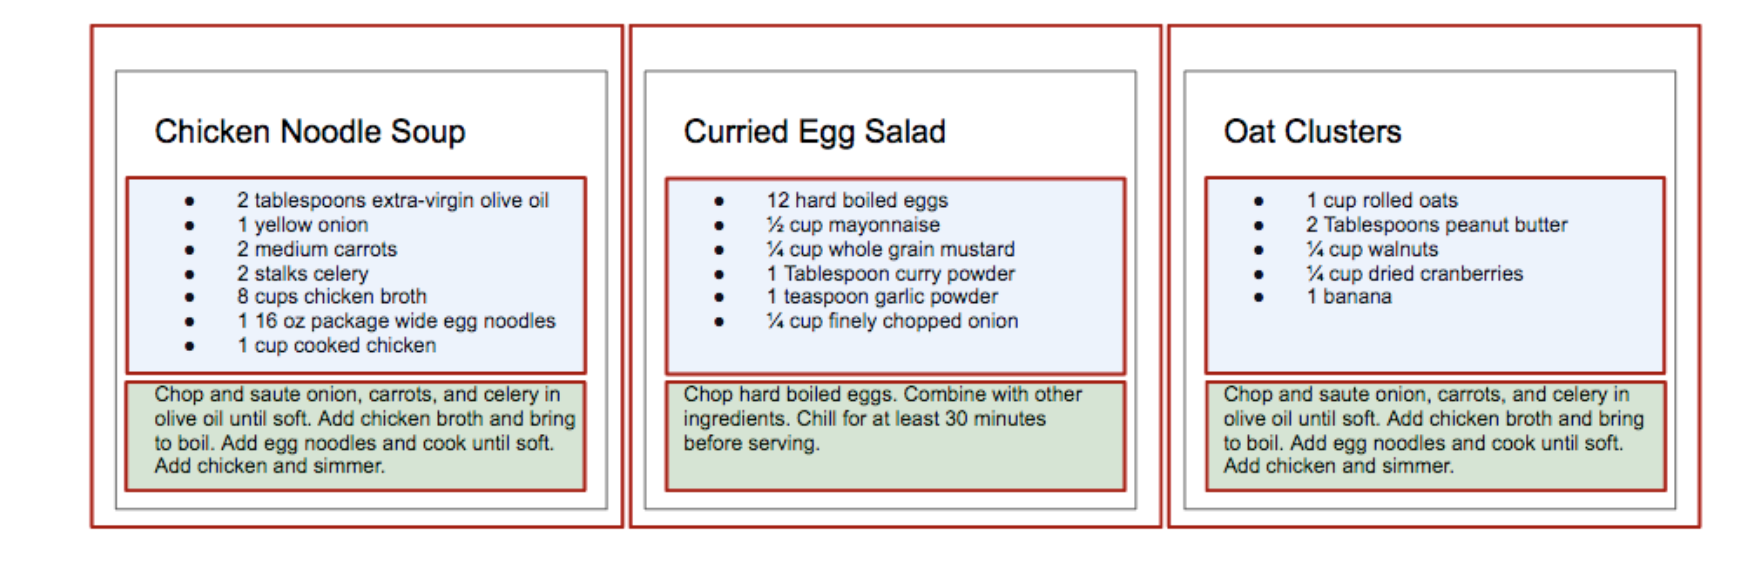 Chicken Noodle Soup
● 2 tablespoons extra-virgin olive oil
● 1 yellow onion
● 2 medium carrots
● 2 stalks celery
● 8 cups chicken broth
● 1 16 oz package wide egg noodles
● 1 cup cooked chicken
Chop and saute onion, carrots, and celery in
olive oil until soft. Add chicken broth and bring
to boil. Add egg noodles and cook until soft.
Add chicken and simmer.
Curried Egg Salad
● 12 hard boiled eggs
● ½ cup mayonnaise
● ¼ cup whole grain mustard
● 1 Tablespoon curry powder
● 1 teaspoon garlic powder
● ¼ cup finely chopped onion
Chop hard boiled eggs. Combine with other
ingredients. Chill for at least 30 minutes
before serving.
Oat Clusters
● 1 cup rolled oats
● 2 Tablespoons peanut butter
● ¼ cup walnuts
● ¼ cup dried cranberries
● 1 banana
Chop and saute onion, carrots, and celery in
olive oil until soft. Add chicken broth and bring
to boil. Add egg noodles and cook until soft.
Add chicken and simmer.